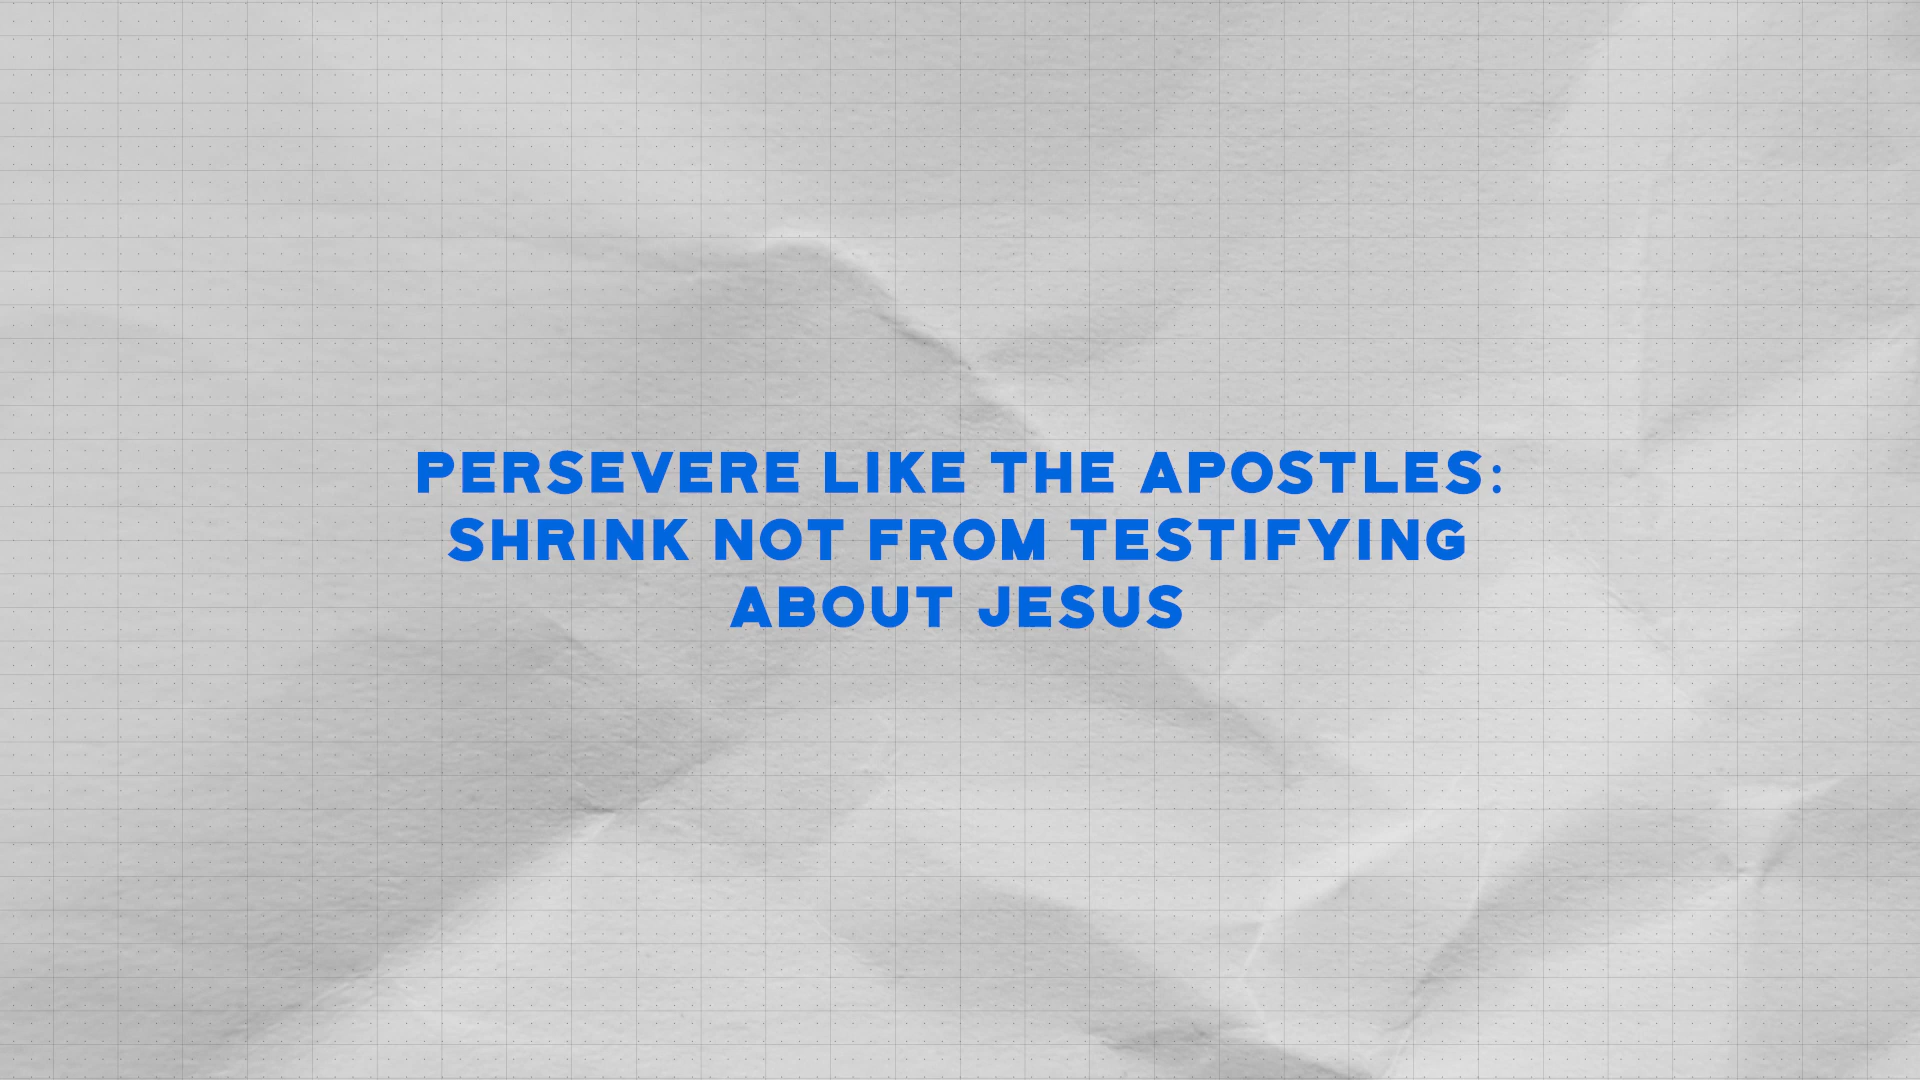 PERSEVERE LIKE THE APOSTLES:
SHRINK NOT FROM TESTIFYING
ABOUT JESUS